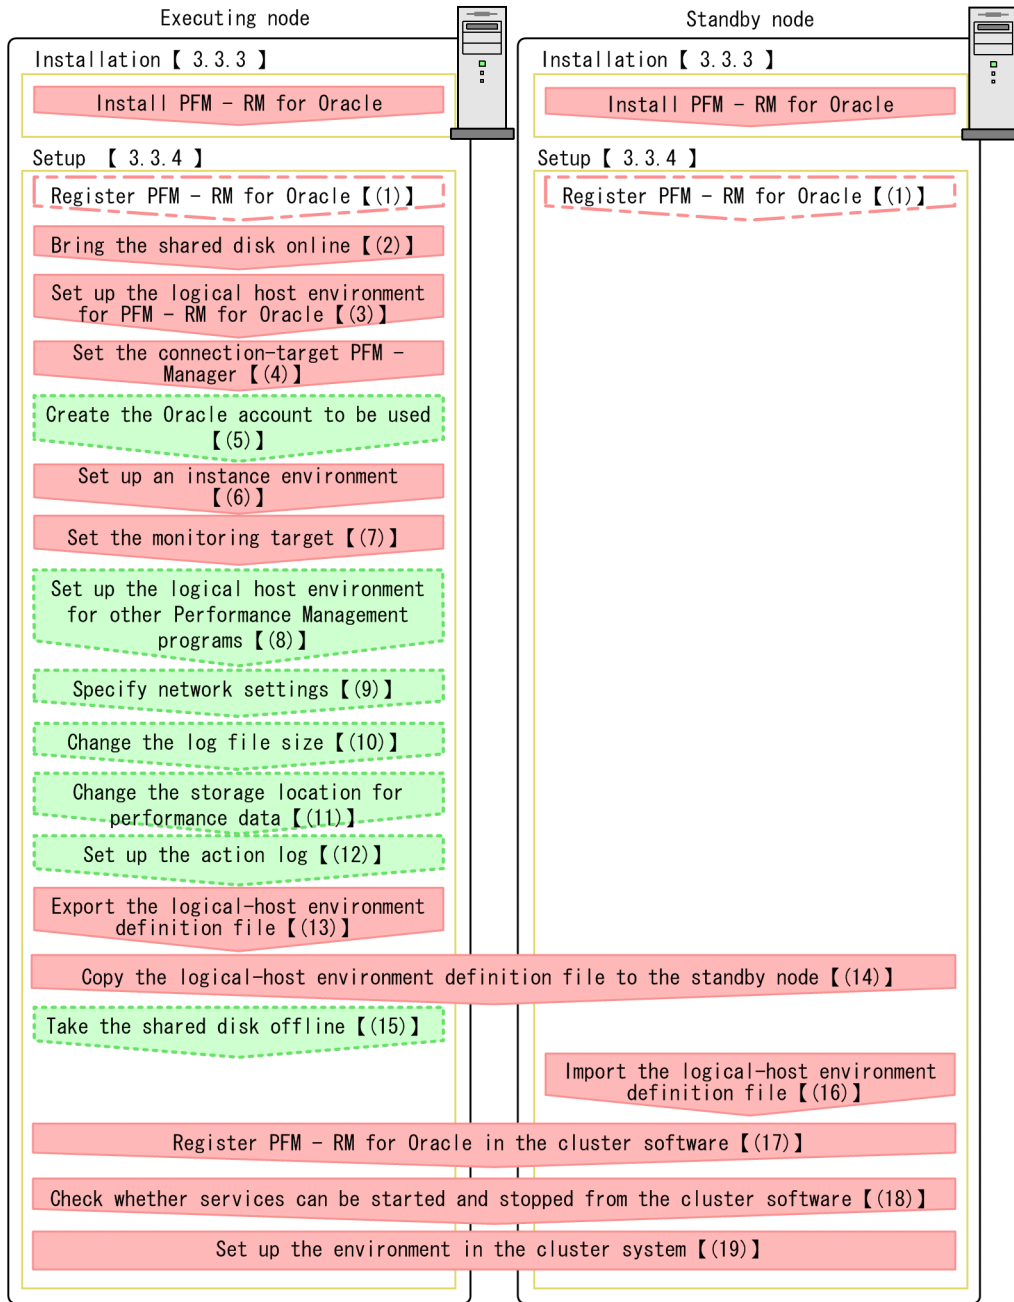 Executing node
Standby node
Installation【 3.3.3 】
Installation【 3.3.3 】
Install PFM - RM for Oracle
Install PFM - RM for Oracle
Setup 【 3.3.4 】
Setup【 3.3.4 】
Register PFM - RM for Oracle【(1)】
Register PFM - RM for Oracle【(1)】
Bring the shared disk online【(2)】
Set up the logical host environment
for PFM - RM for Oracle【(3)】
Set the connection-target PFM -
Manager【(4)】
Create the Oracle account to be used
【(5)】
Set up an instance environment
【(6)】
Set the monitoring target【(7)】
Set up the logical host environment
for other Performance Management
programs【(8)】
Specify network settings【(9)】
Change the log file size【(10)】
Change the storage location for
performance data【(11)】
Set up the action log【(12)】
Export the logical-host environment
definition file【(13)】
Copy the logical-host environment definition file to the standby node【(14)】
Take the shared disk offline【(15)】
Import the logical-host environment
definition file【(16)】
Register PFM - RM for Oracle in the cluster software【(17)】
Check whether services can be started and stopped from the cluster software【(18)】
Set up the environment in the cluster system【(19)】